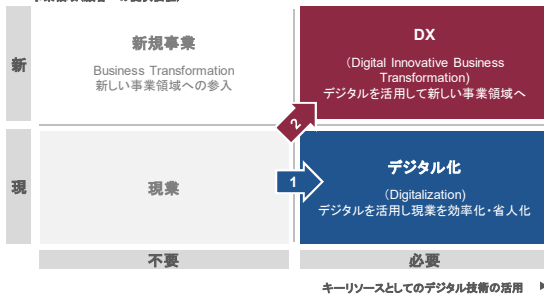 新規事業
Business Transformation
新しい事業領域への参入
DX
（Digital Innovative Business
Transformation）
デジタルを活用して新しい事業領域へ
新
2
現
現業
1
デジタル化
（Digitalization）
デジタルを活用し現業を効率化・省人化
不要
必要
キーリソースとしてのデジタル技術の活用